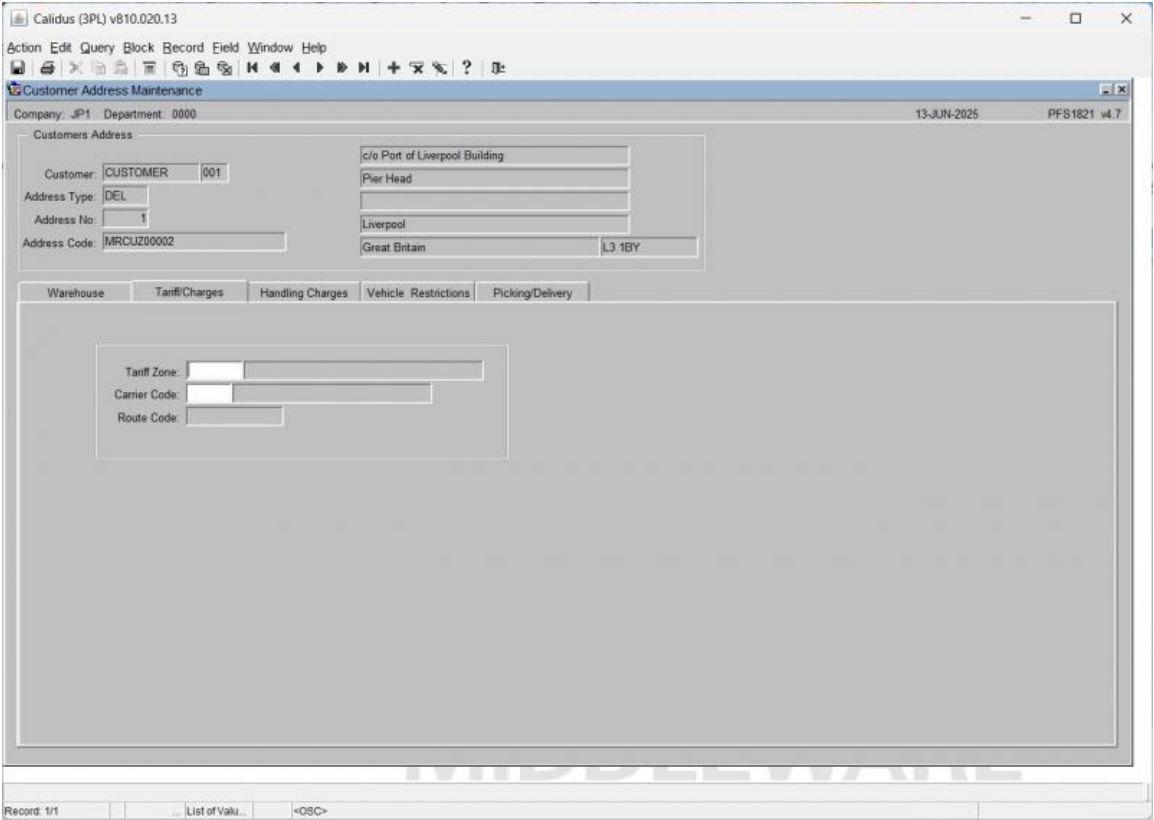 Calidus (3PL) v810.020.13
Action Edit Query Block Record Field Window Help
Customer Address Maintenance
Company: JP1 Department: 0000 13-JUN-2025 PFS1821 v4.7
Customers Address
c/o Port of Liverpool Building
Customer: CUSTOMER 001
Pier Head
Address Type: DEL
Address No: 1
Liverpool
Address Code: MRCUZ00002
Great Britain L3 1BY
Warehouse Tariff/Charges Handling Charges Vehicle Restrictions Picking/Delivery
Tariff Zone:
Carrier Code:
Route Code:
MIDDLEWARE
Record: 1/1 ... List of Valu... <OSC>